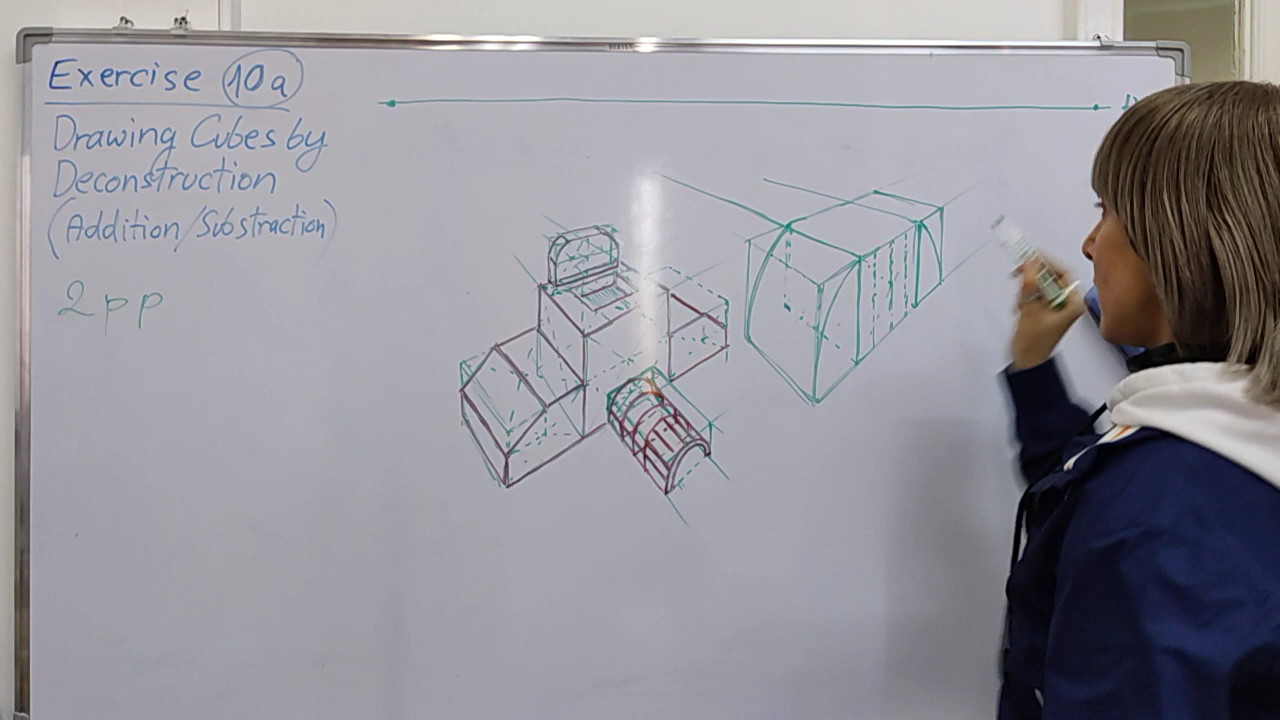 Exercise 10a
Drawing Cubes by
Deconstruction
(Addition/Substraction)
2pp